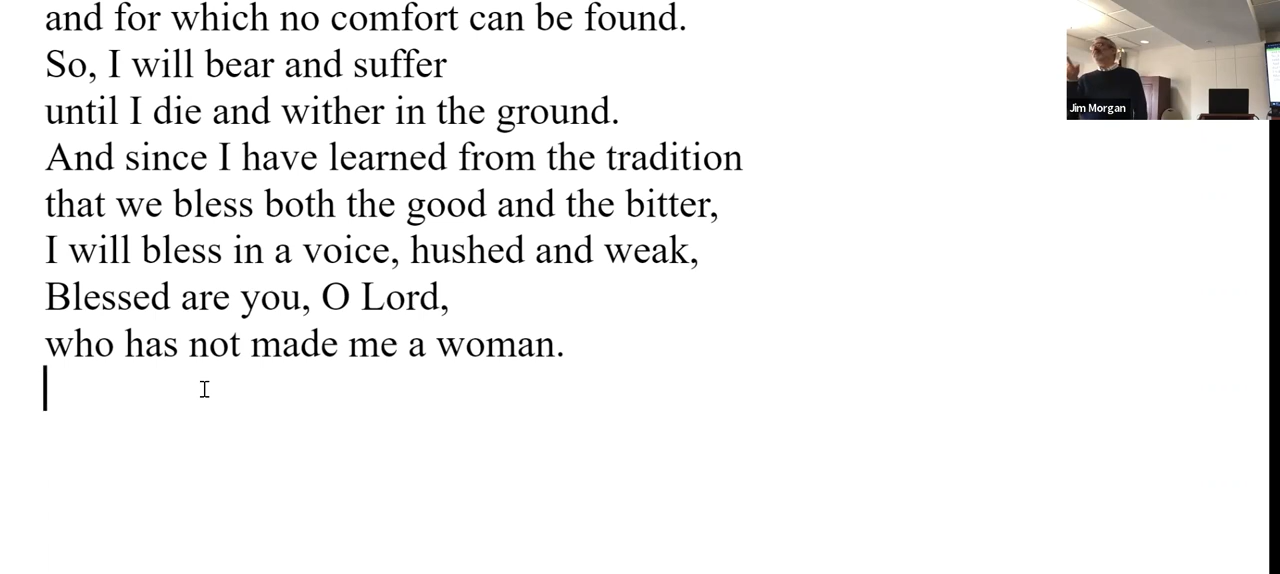 and for which no comfort can be found.
So, I will bear and suffer
until I die and wither in the ground.
And since I have learned from the tradition
that we bless both the good and the bitter,
I will bless in a voice, hushed and weak,
Blessed are you, O Lord,
who has not made me a woman.
Jim Morgan